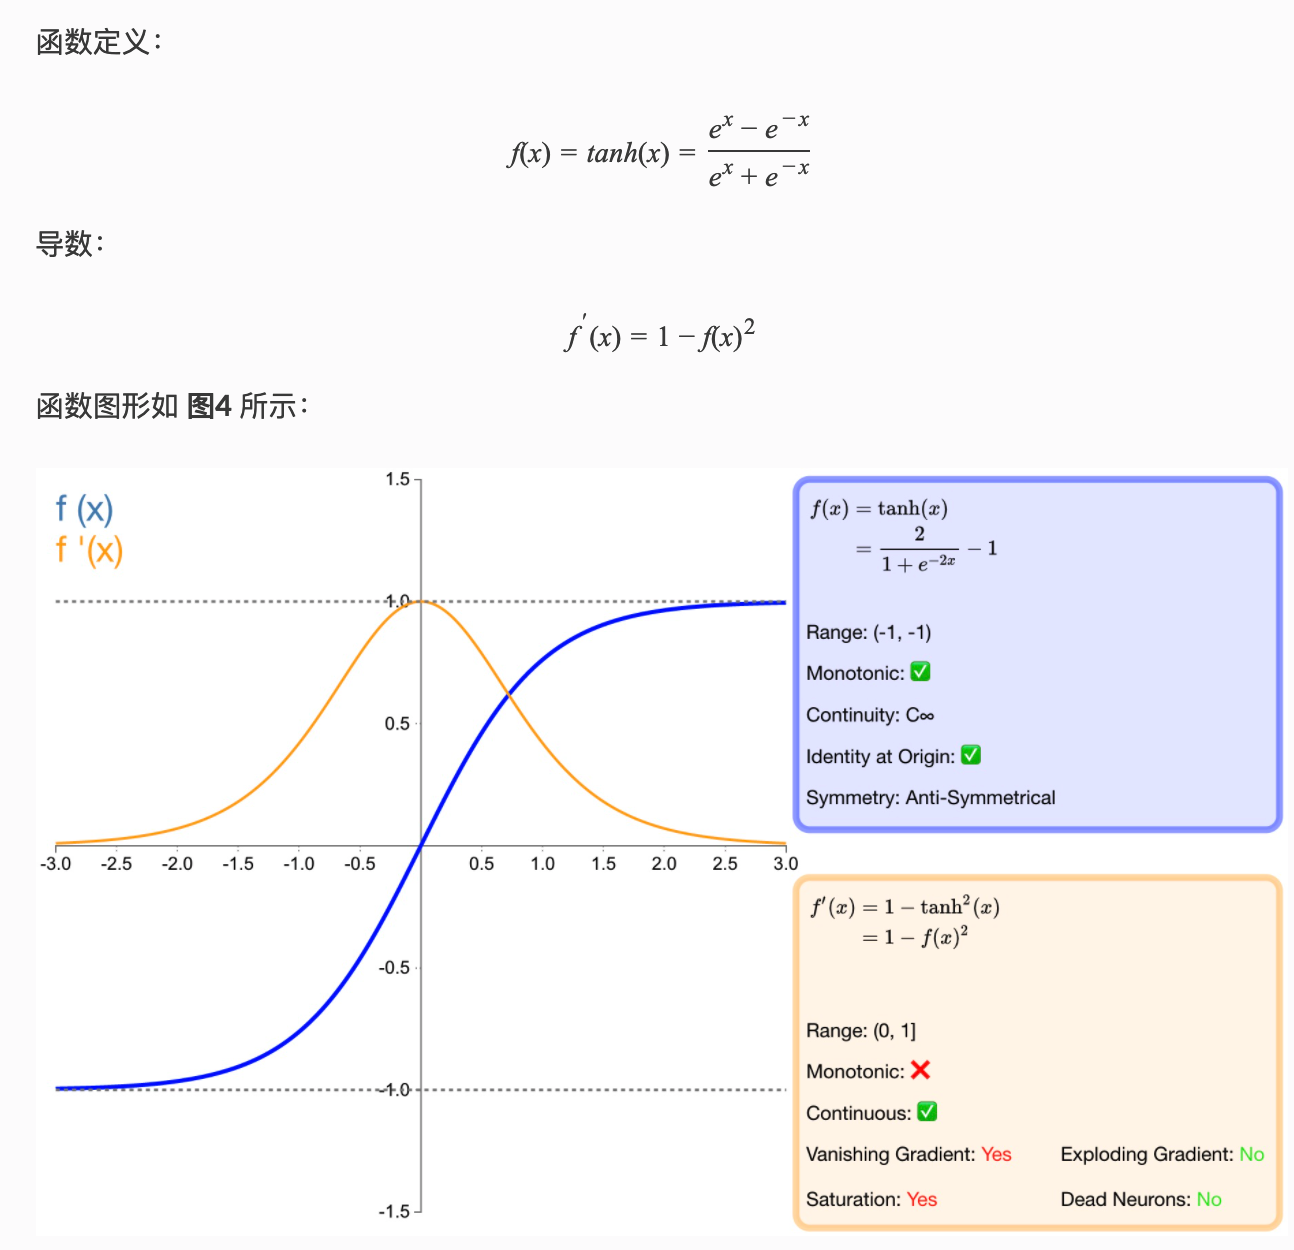 函数定义：
f(x) = tanh(x) = (e^x − e^−x) / (e^x + e^−x)
导数：
f′(x) = 1 − f(x)^2
函数图形如 图4 所示：
f (x)
f '(x)
1.5
1.0
0.5
-0.5
-1.0
-1.5
-3.0 -2.5 -2.0 -1.5 -1.0 -0.5 0.5 1.0 1.5 2.0 2.5 3.0
f(x) = tanh(x)
= 2 / (1 + e^−2x) − 1
Range: (-1, -1)
Monotonic: ✅
Continuity: C∞
Identity at Origin: ✅
Symmetry: Anti-Symmetrical
f′(x) = 1 − tanh^2(x)
= 1 − f(x)^2
Range: (0, 1]
Monotonic: ❌
Continuous: ✅
Vanishing Gradient: Yes Exploding Gradient: No
Saturation: Yes Dead Neurons: No